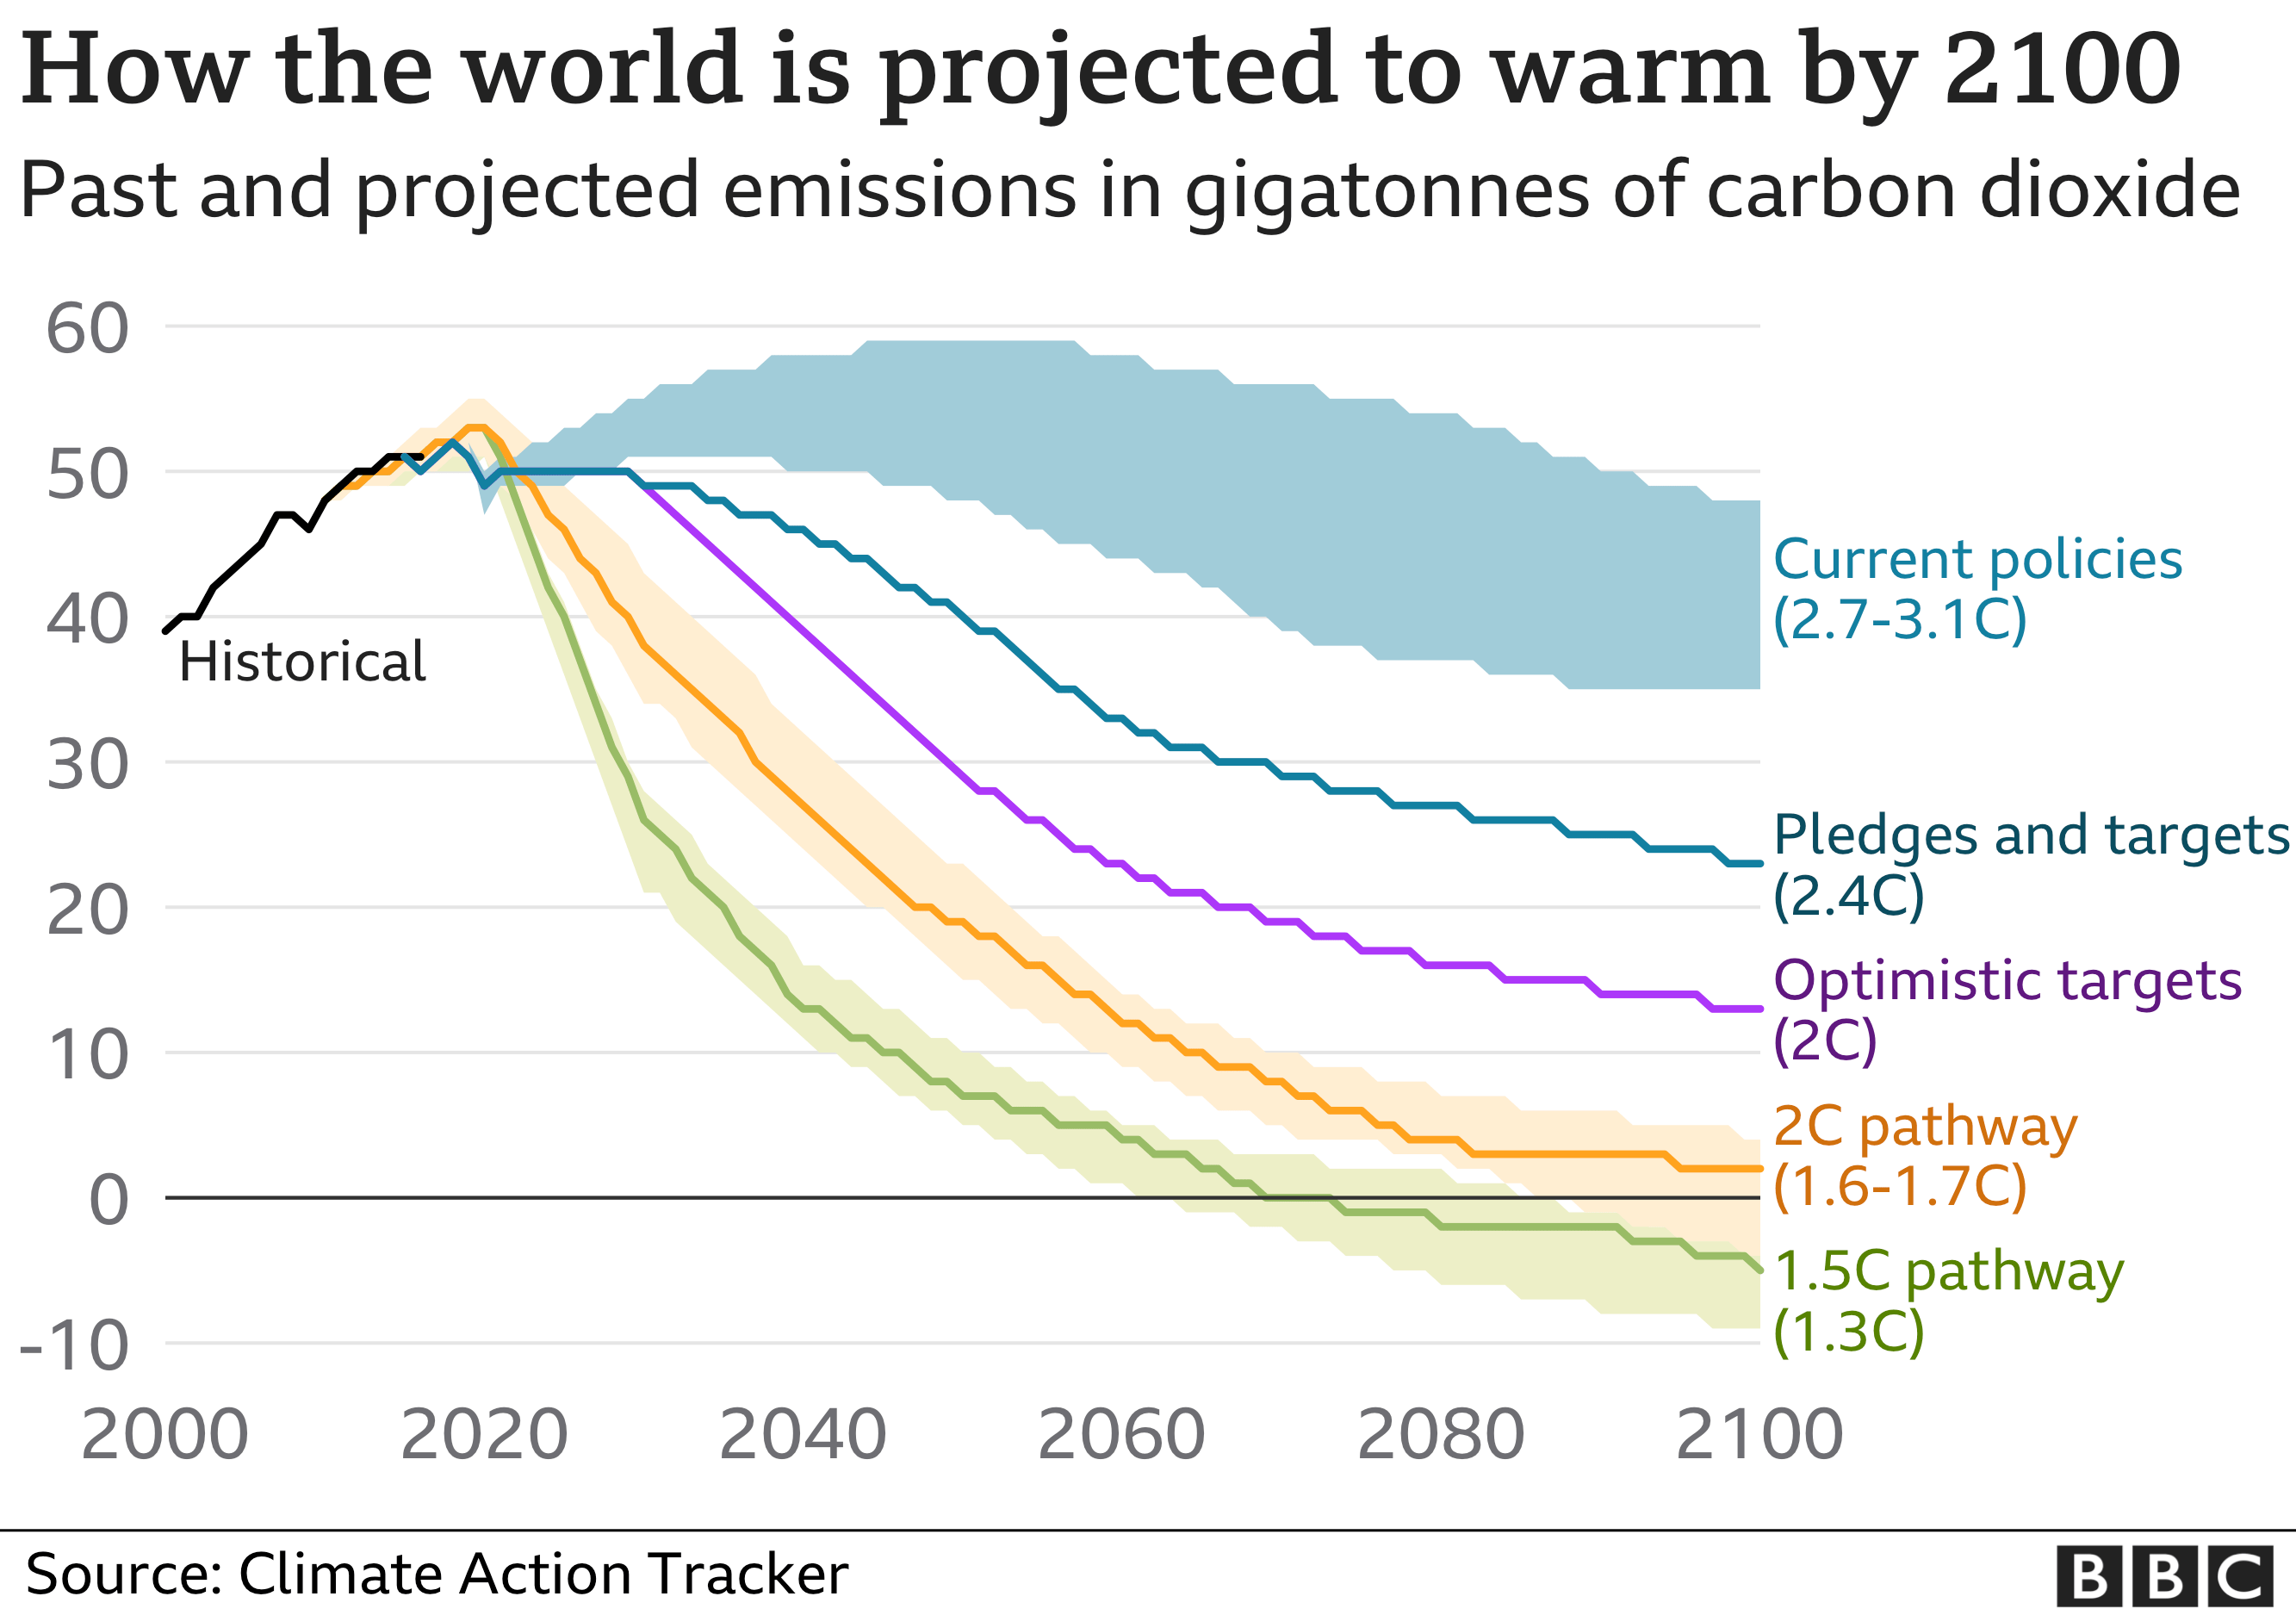 How the world is projected to warm by 2100
Past and projected emissions in gigatonnes of carbon dioxide
60
50
40
30
20
10
0
-10
Historical
Current policies
(2.7-3.1C)
Pledges and targets
(2.4C)
Optimistic targets
(2C)
2C pathway
(1.6-1.7C)
1.5C pathway
(1.3C)
2000 2020 2040 2060 2080 2100
Source: Climate Action Tracker
BBC